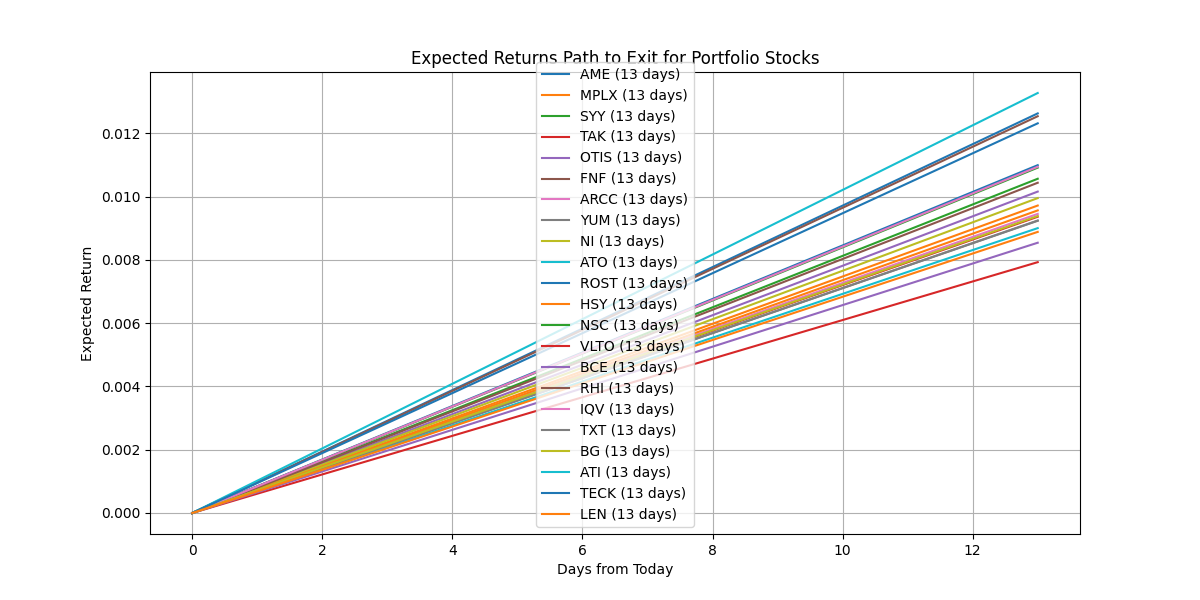 Expected Returns Path to Exit for Portfolio Stocks
AME (13 days)
MPLX (13 days)
SYY (13 days)
TAK (13 days)
OTIS (13 days)
FNF (13 days)
ARCC (13 days)
YUM (13 days)
NI (13 days)
ATO (13 days)
ROST (13 days)
HSY (13 days)
NSC (13 days)
VLTO (13 days)
BCE (13 days)
RHI (13 days)
IQV (13 days)
TXT (13 days)
BG (13 days)
ATI (13 days)
TECK (13 days)
LEN (13 days)
Expected Return
0.012
0.010
0.008
0.006
0.004
0.002
0.000
0 2 4 6 8 10 12
Days from Today